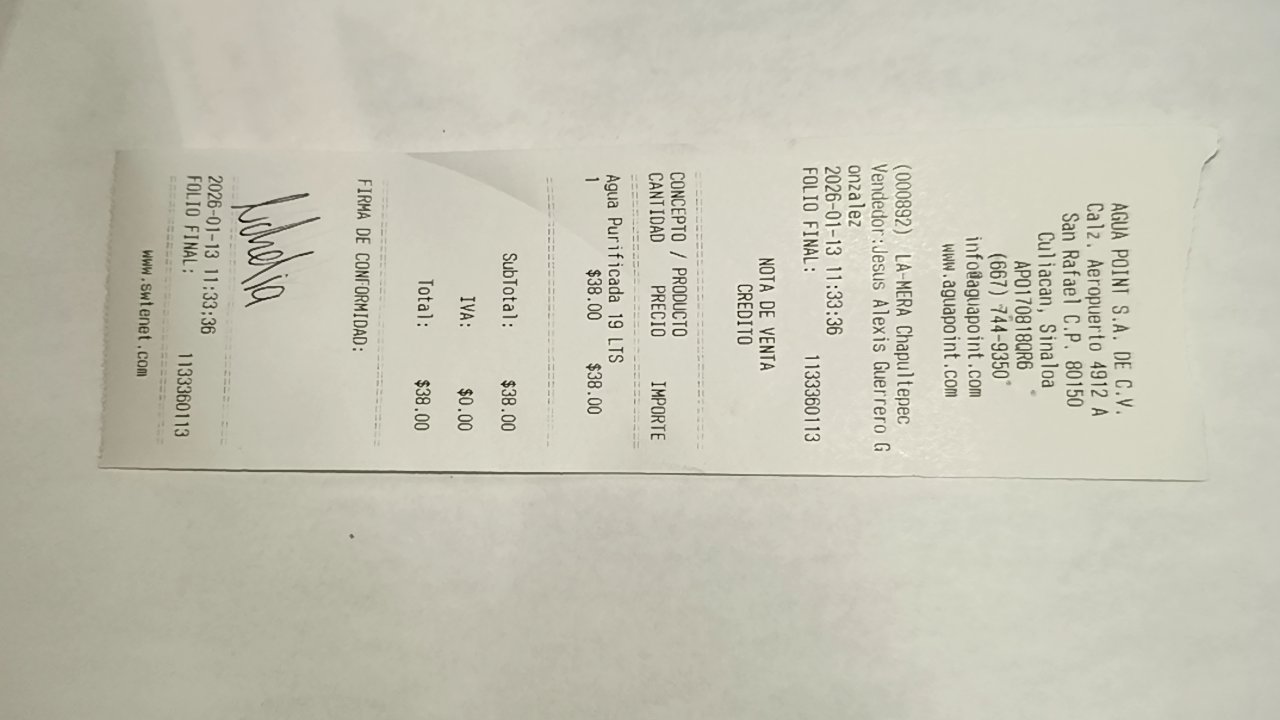 AGUA POINT S.A. DE C.V.
Calz. Aeropuerto 4912 A
San Rafael C.P. 80150
Culiacan, Sinaloa
APO170818QR6
(667) 744-9350
info@aguapoint.com
www.aguapoint.com
(000892) LA-MERA Chapultepec
Vendedor:Jesus Alexis Guerrero G
onzalez
2026-01-13 11:33:36
FOLIO FINAL: 1133360113
NOTA DE VENTA
CREDITO
CONCEPTO / PRODUCTO
CANTIDAD PRECIO IMPORTE
Agua Purificada 19 LTS
1 $38.00 $38.00
SubTotal: $38.00
IVA: $0.00
Total: $38.00
FIRMA DE CONFORMIDAD:
2026-01-13 11:33:36
FOLIO FINAL: 1133360113
www.swtenet.com